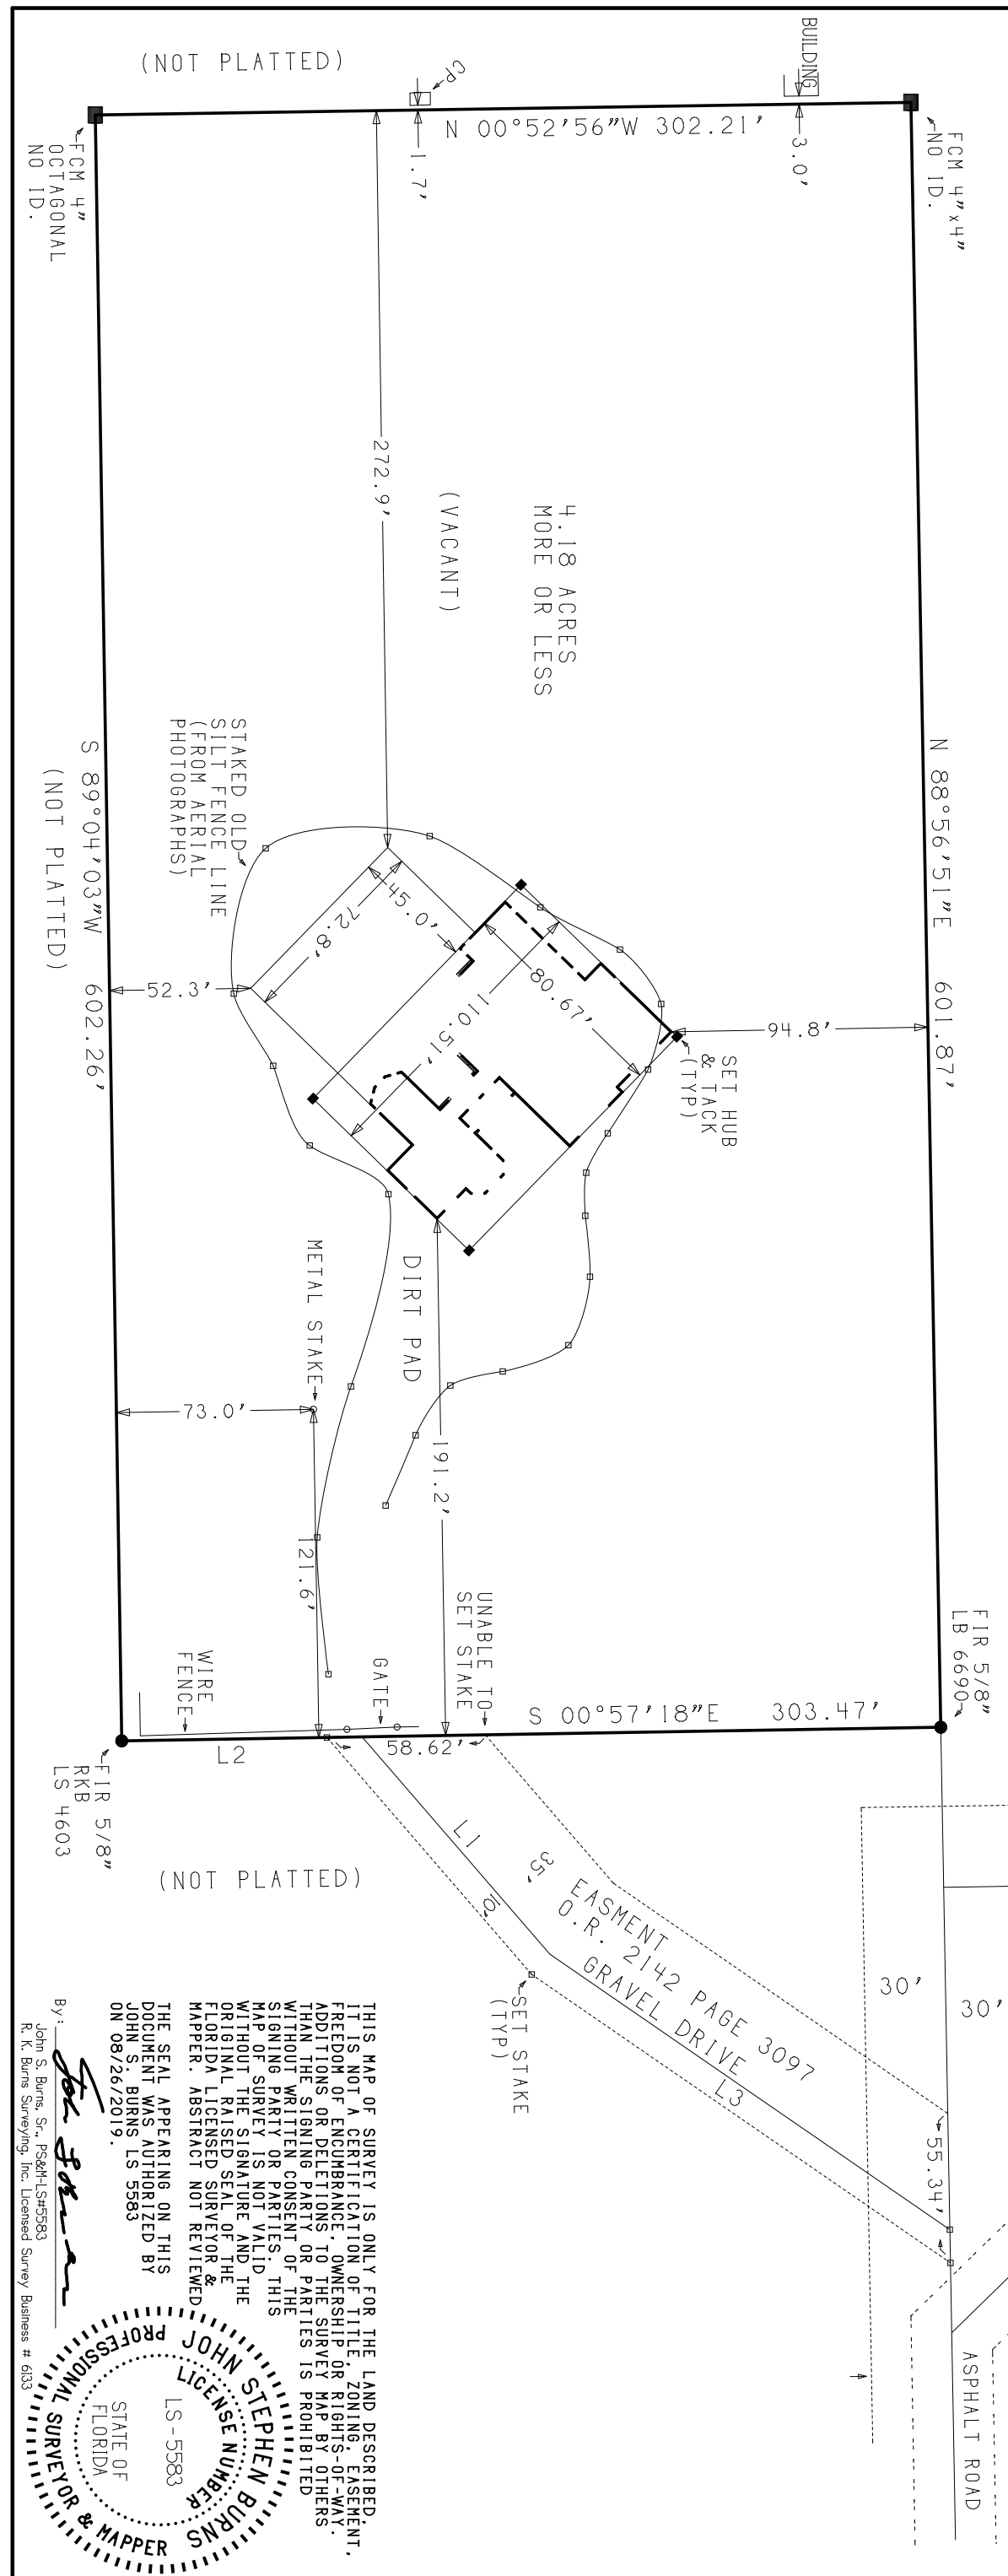 (NOT PLATTED)
BUILDING
CP
N 00°52'56"W 302.21'
3.0'
1.7'
FCM 4"x4"
NO ID.
FCM 4"
OCTAGONAL
NO ID.
272.9'
(VACANT)
4.18 ACRES
MORE OR LESS
N 88°56'51"E 601.87'
S 89°04'03"W 602.26'
(NOT PLATTED)
STAKED OLD
SILT FENCE LINE
(FROM AERIAL
PHOTOGRAPHS)
45.0'
72.8'
80.67'
110.51'
52.3'
94.8'
SET HUB
& TACK
(TYP)
DIRT PAD
METAL STAKE
73.0'
191.2'
121.6'
UNABLE TO
SET STAKE
GATE
WIRE
FENCE
FIR 5/8"
LB 6690
S 00°57'18"E 303.47'
58.62'
L2
FIR 5/8"
RKB
LS 4603
(NOT PLATTED)
L1
35'
10'
EASMENT
O.R. 2142 PAGE 3097
GRAVEL DRIVE
L3
SET STAKE
(TYP)
30'
30'
55.34'
ASPHALT ROAD
THIS MAP OF SURVEY IS ONLY FOR THE LAND DESCRIBED.
IT IS NOT A CERTIFICATION OF TITLE, ZONING, EASEMENT,
FREEDOM OF ENCUMBRANCE, OWNERSHIP OR RIGHTS-OF-WAY.
ADDITIONS OR DELETIONS TO THE SURVEY MAP BY OTHERS
THAN THE SIGNING PARTY OR PARTIES IS PROHIBITED
WITHOUT WRITTEN CONSENT OF THE
SIGNING PARTY OR PARTIES. THIS
MAP OF SURVEY IS NOT VALID
WITHOUT THE SIGNATURE AND THE
ORIGINAL RAISED SEAL OF THE
FLORIDA LICENSED SURVEYOR &
MAPPER. ABSTRACT NOT REVIEWED
THE SEAL APPEARING ON THIS
DOCUMENT WAS AUTHORIZED BY
JOHN S. BURNS LS 5583
ON 08/26/2019.
By:
John S. Burns, Sr., PS&M-LS#5583
R. K. Burns Surveying, Inc. Licensed Survey Business # 6133
JOHN STEPHEN BURNS
LICENSE NUMBER
LS-5583
STATE OF
FLORIDA
PROFESSIONAL SURVEYOR & MAPPER